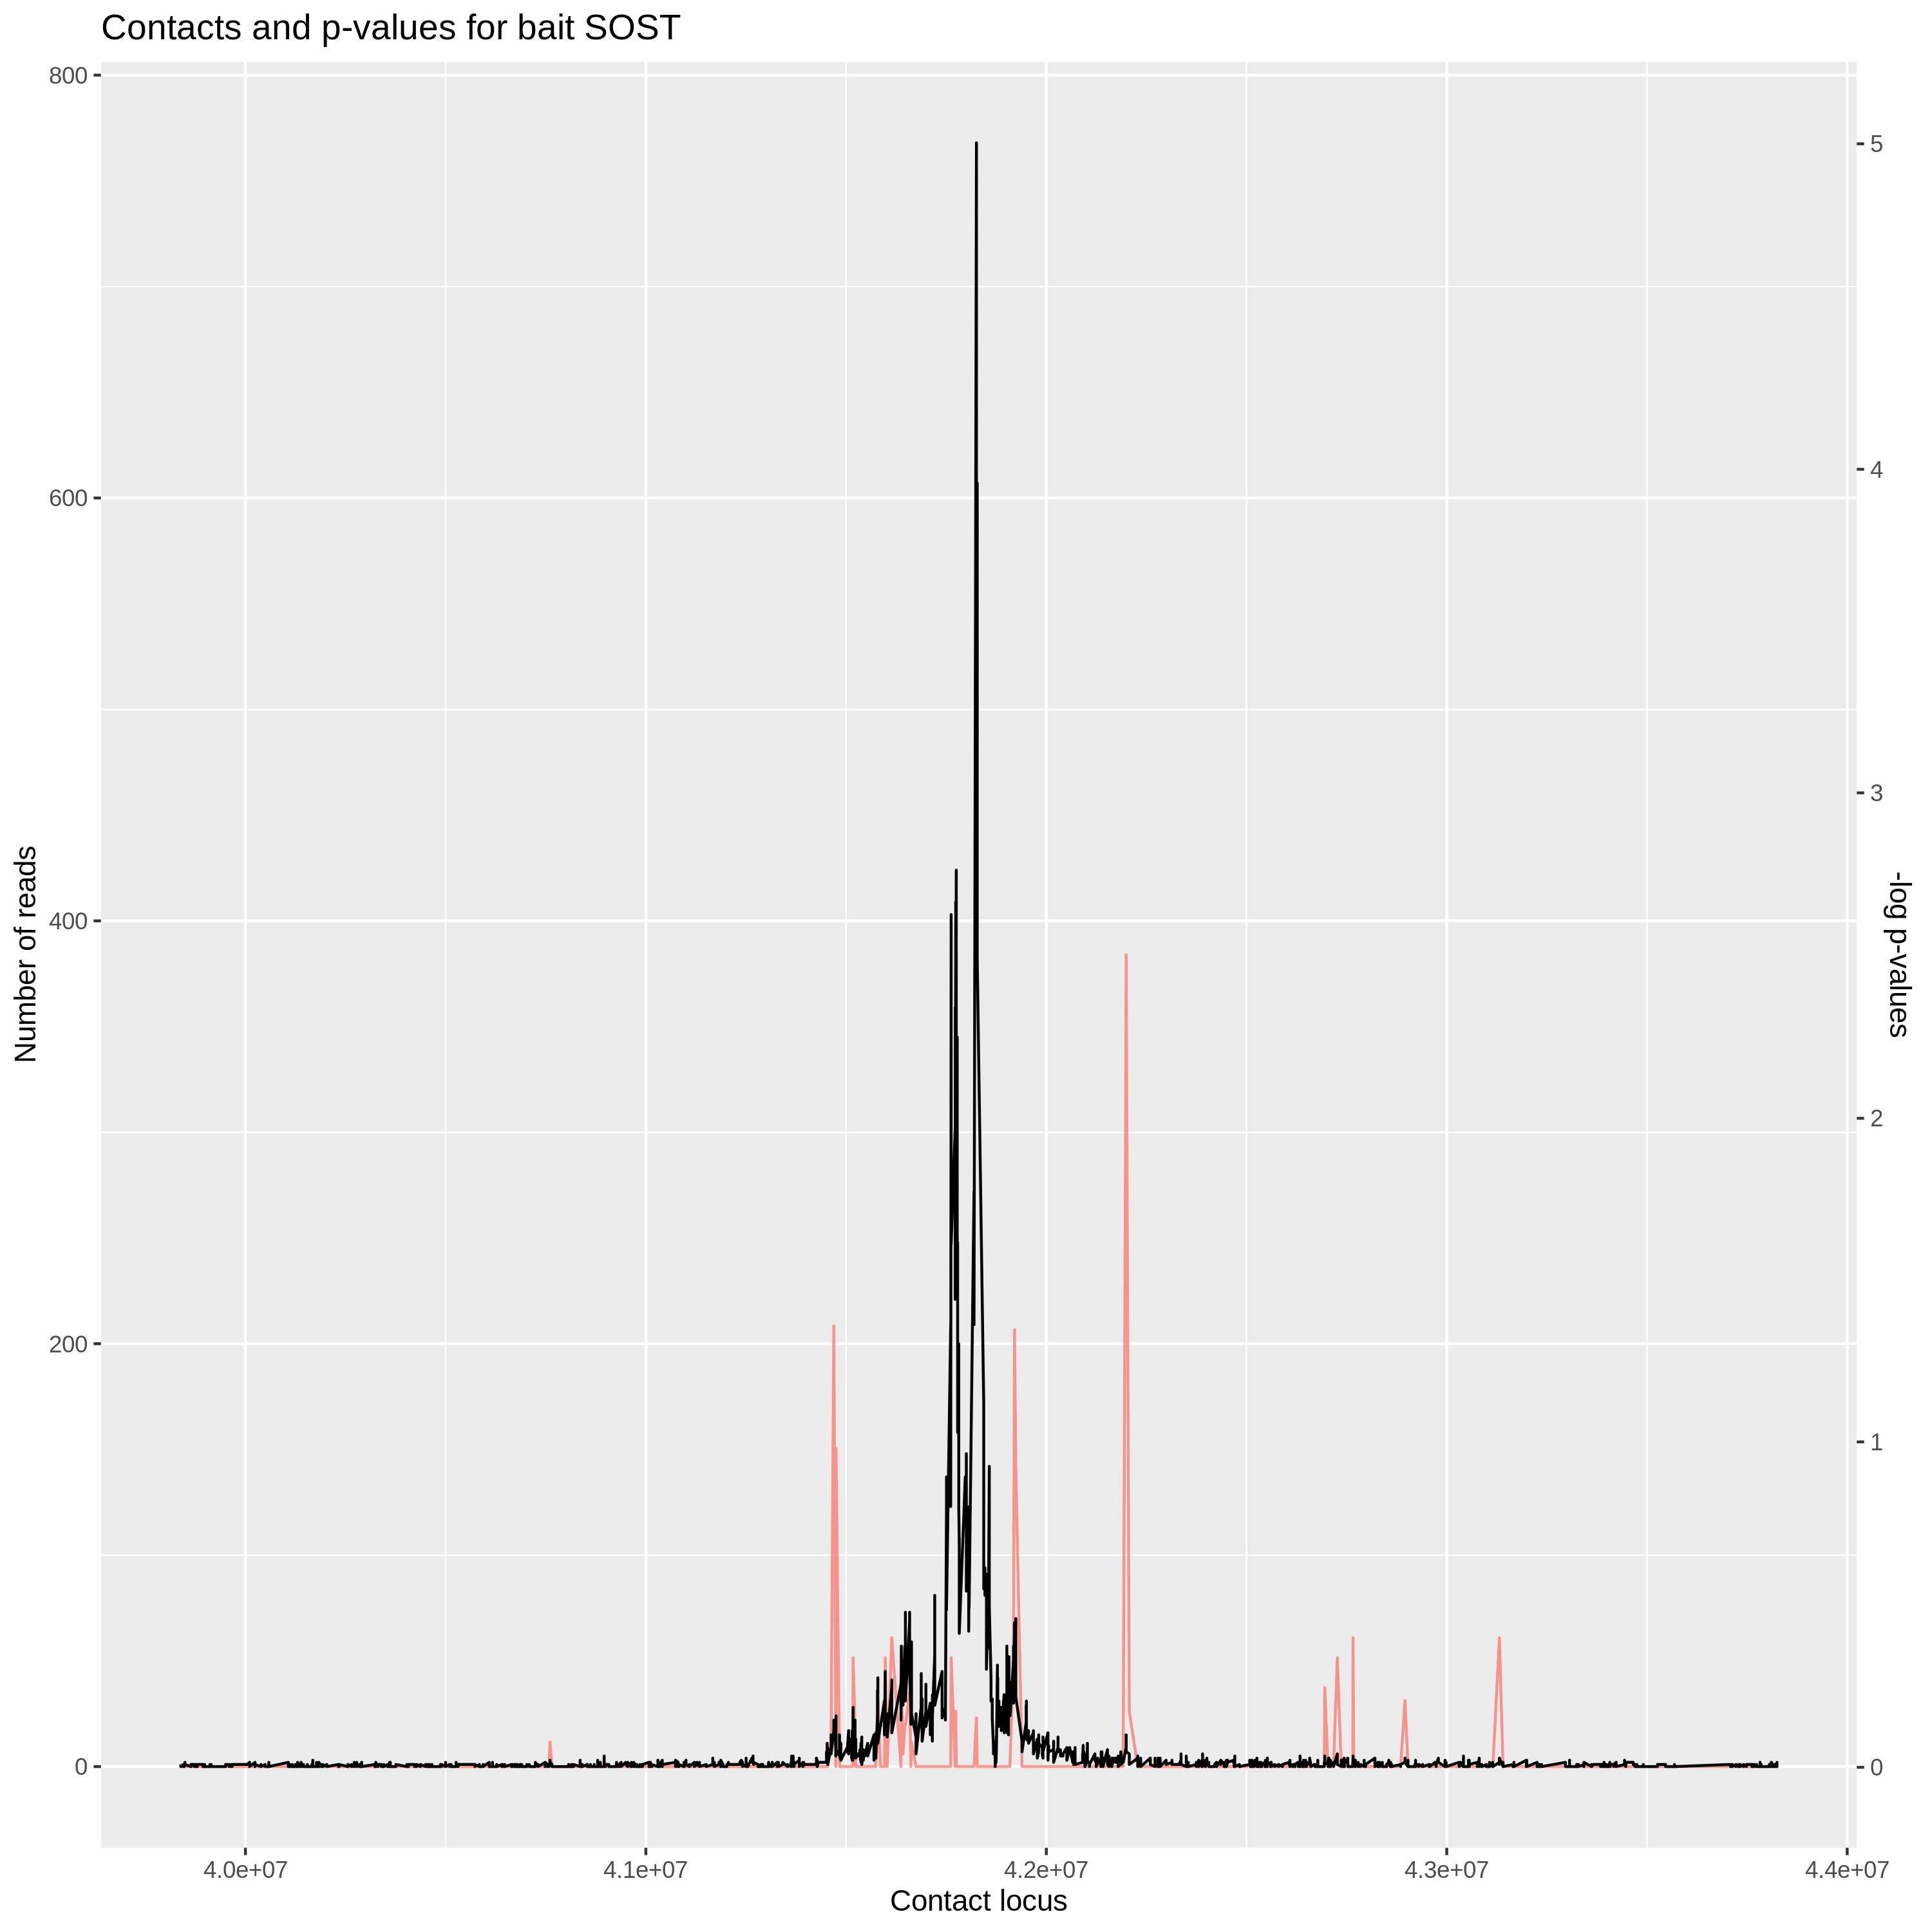 Contacts and p-values for bait SOST
800
600
400
200
0
Number of reads
5
4
3
2
1
0
-log p-values
4.0e+07 4.1e+07 4.2e+07 4.3e+07 4.4e+07
Contact locus